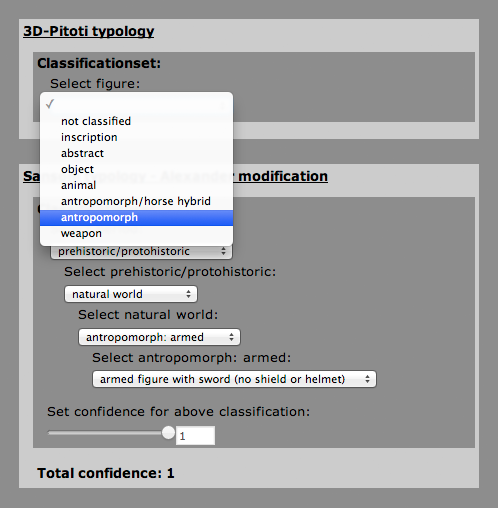 3D-Pitoti typology
Classificationset:
Select figure:
✓
not classified
inscription
abstract
object
animal
antropomorph/horse hybrid
antropomorph
weapon
modification
prehistoric/protohistoric
Select prehistoric/protohistoric:
natural world
Select natural world:
antropomorph: armed
Select antropomorph: armed:
armed figure with sword (no shield or helmet)
Set confidence for above classification:
1
Total confidence: 1